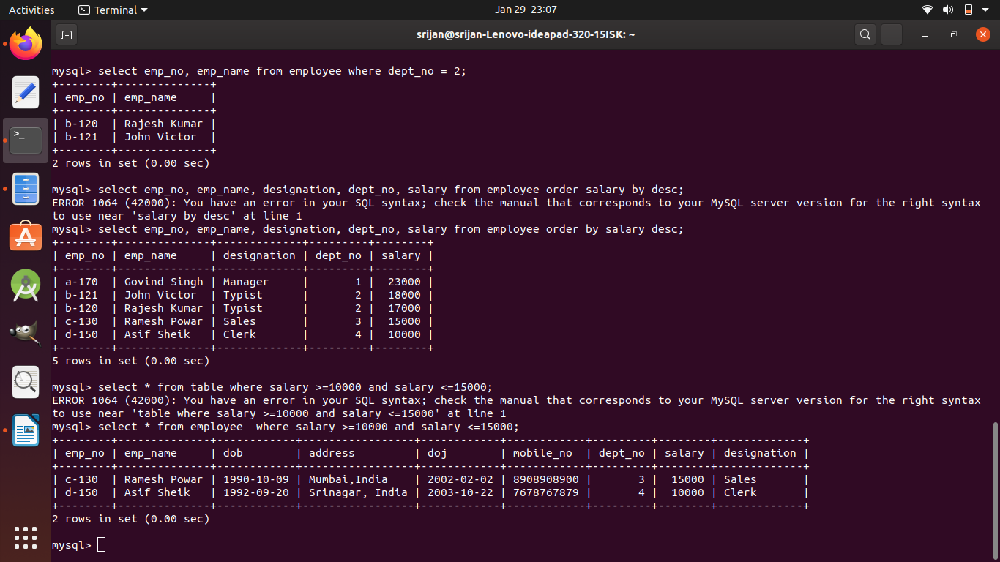 Activities Terminal Jan 29 23:07
srijan@srijan-Lenovo-ideapad-320-15ISK: ~
mysql> select emp_no, emp_name from employee where dept_no = 2;
+--------+--------------+
| emp_no | emp_name     |
+--------+--------------+
| b-120  | Rajesh Kumar |
| b-121  | John Victor  |
+--------+--------------+
2 rows in set (0.00 sec)
mysql> select emp_no, emp_name, designation, dept_no, salary from employee order salary by desc;
ERROR 1064 (42000): You have an error in your SQL syntax; check the manual that corresponds to your MySQL server version for the right syntax
to use near 'salary by desc' at line 1
mysql> select emp_no, emp_name, designation, dept_no, salary from employee order by salary desc;
+--------+--------------+-------------+---------+--------+
| emp_no | emp_name     | designation | dept_no | salary |
+--------+--------------+-------------+---------+--------+
| a-170  | Govind Singh | Manager     |       1 |  23000 |
| b-121  | John Victor  | Typist      |       2 |  18000 |
| b-120  | Rajesh Kumar | Typist      |       2 |  17000 |
| c-130  | Ramesh Powar | Sales       |       3 |  15000 |
| d-150  | Asif Sheik   | Clerk       |       4 |  10000 |
+--------+--------------+-------------+---------+--------+
5 rows in set (0.00 sec)
mysql> select * from table where salary >=10000 and salary <=15000;
ERROR 1064 (42000): You have an error in your SQL syntax; check the manual that corresponds to your MySQL server version for the right syntax
to use near 'table where salary >=10000 and salary <=15000' at line 1
mysql> select * from employee  where salary >=10000 and salary <=15000;
+--------+--------------+------------+-----------------+------------+------------+---------+--------+-------------+
| emp_no | emp_name     | dob        | address         | doj        | mobile_no  | dept_no | salary | designation |
+--------+--------------+------------+-----------------+------------+------------+---------+--------+-------------+
| c-130  | Ramesh Powar | 1990-10-09 | Mumbai,India    | 2002-02-02 | 8908908900 |       3 |  15000 | Sales       |
| d-150  | Asif Sheik   | 1992-09-20 | Srinagar, India | 2003-10-22 | 7678767879 |       4 |  10000 | Clerk       |
+--------+--------------+------------+-----------------+------------+------------+---------+--------+-------------+
2 rows in set (0.00 sec)
mysql>